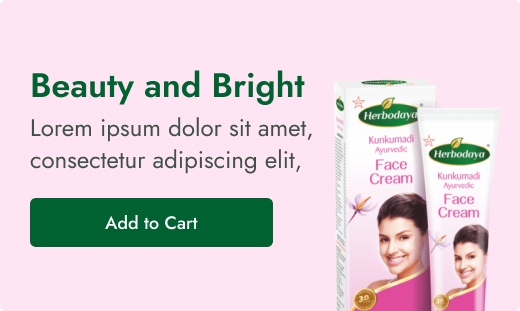 Beauty and Bright
Lorem ipsum dolor sit amet,
consectetur adipiscing elit,
Add to Cart
Herbodaya
Kunkumadi
Ayurvedic
Face
Cream
Herbodaya
Kunkumadi
Ayurvedic
Face
Cream